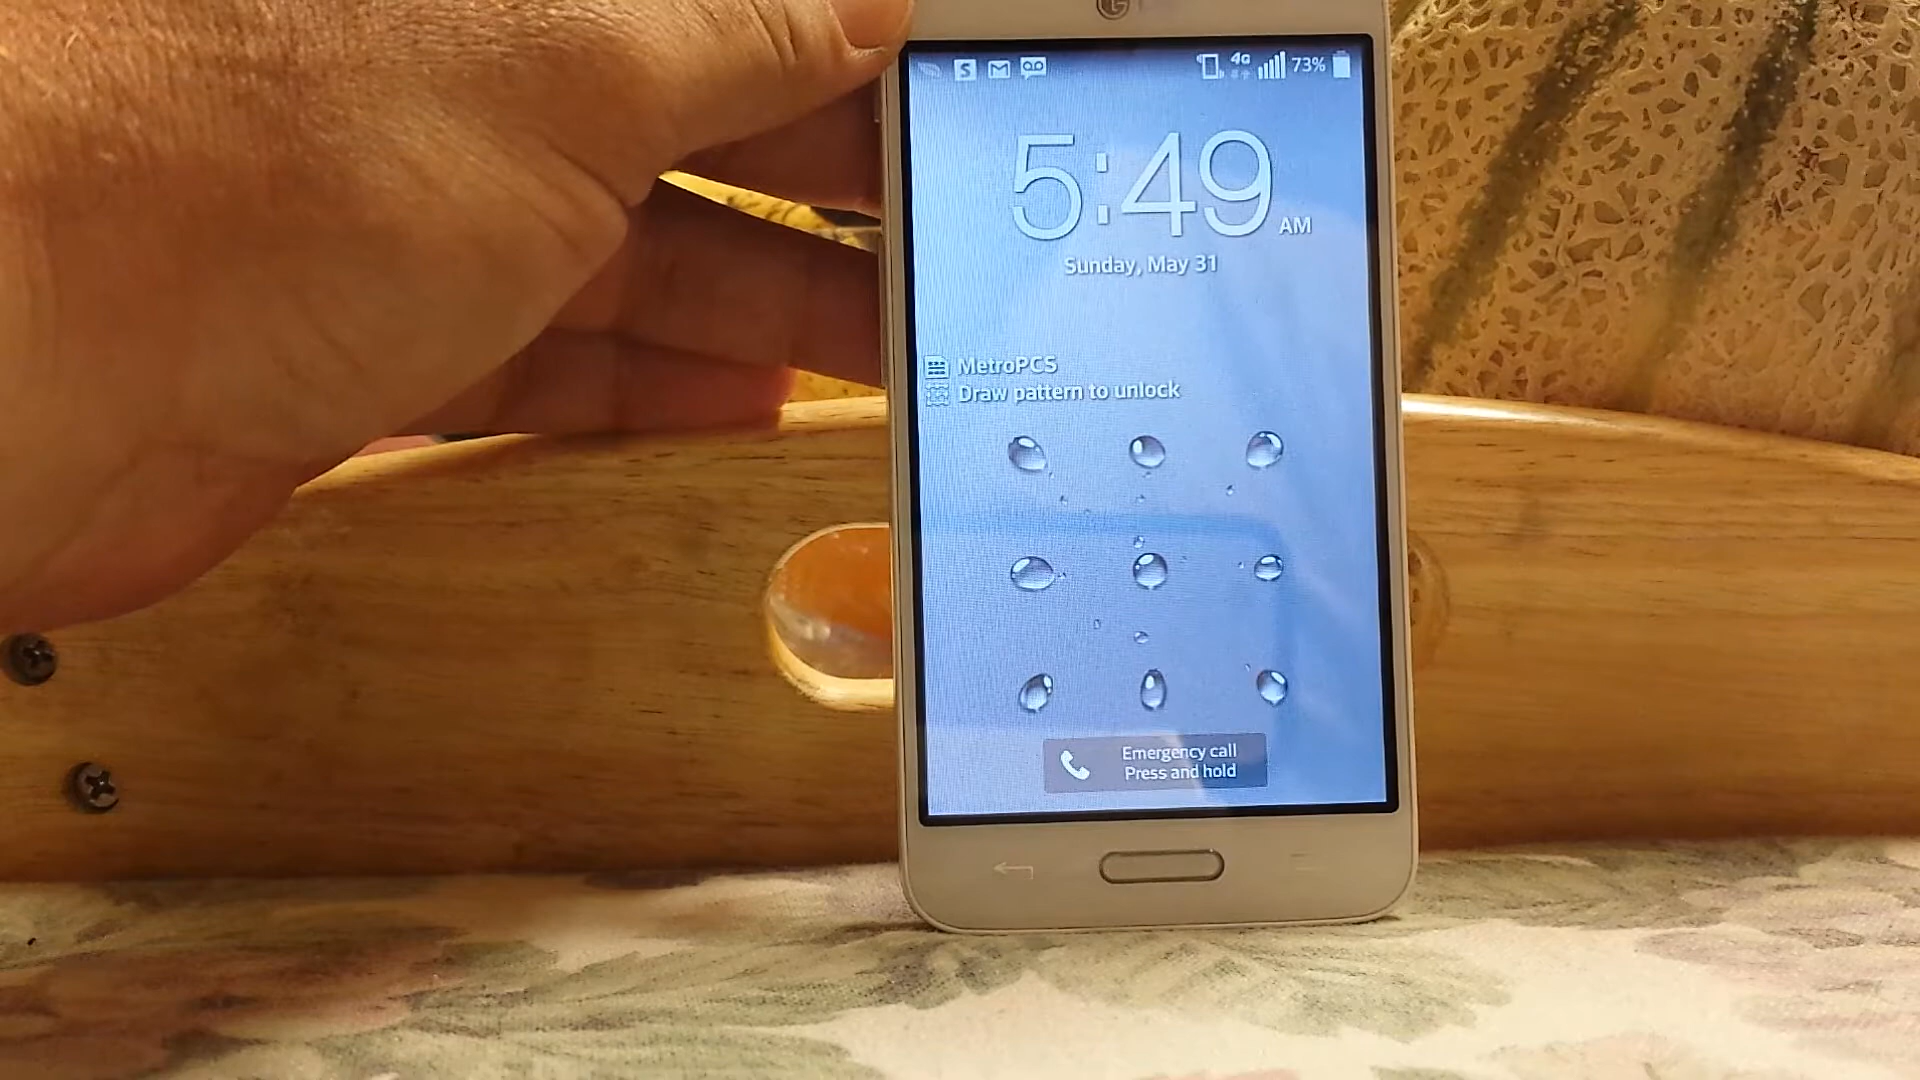 S 4G 73%
5:49 AM
Sunday, May 31
MetroPCS
Draw pattern to unlock
Emergency call
Press and hold